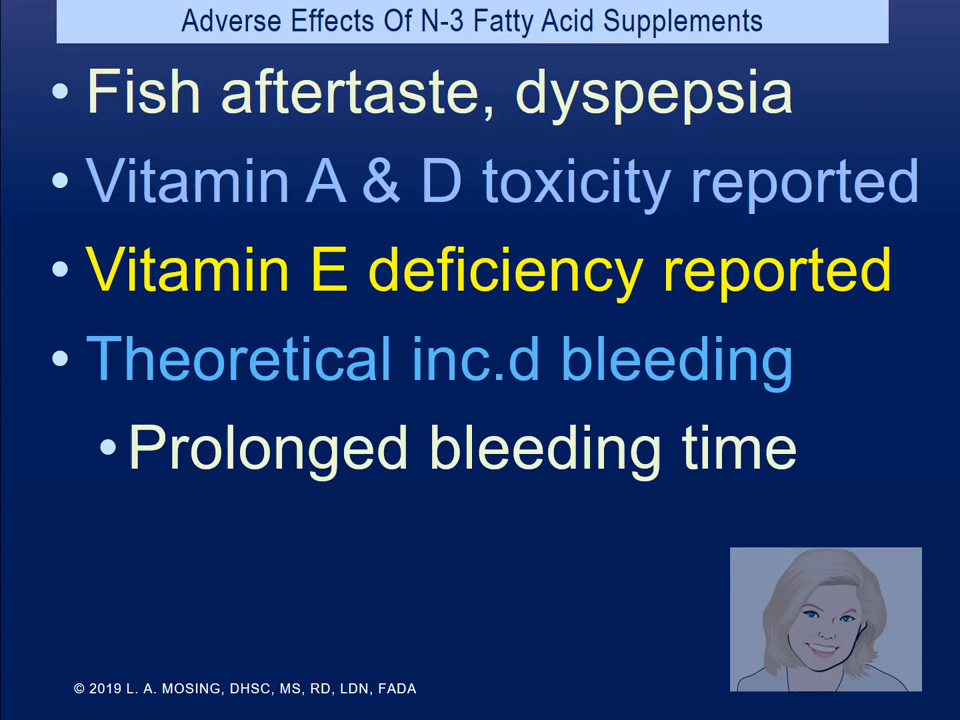 Adverse Effects Of N-3 Fatty Acid Supplements
• Fish aftertaste, dyspepsia
• Vitamin A & D toxicity reported
• Vitamin E deficiency reported
• Theoretical inc.d bleeding
• Prolonged bleeding time
© 2019 L. A. MOSING, DHSC, MS, RD, LDN, FADA